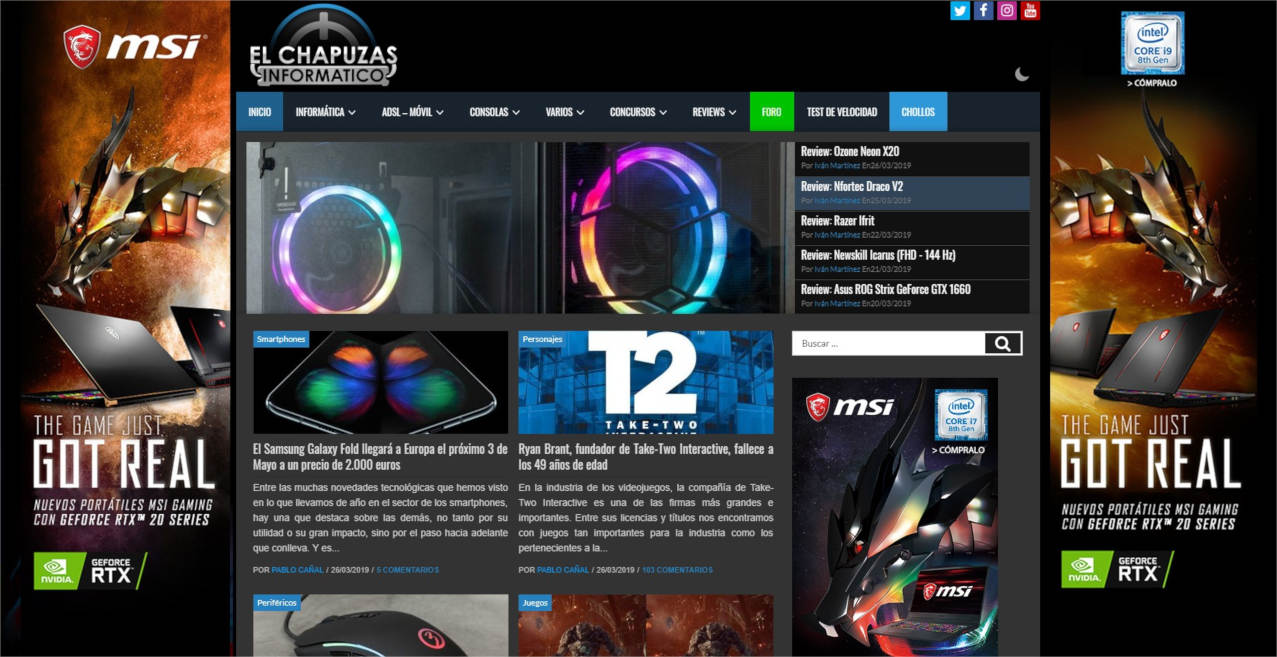 msi
EL CHAPUZAS
INFORMATICO
intel
CORE i9
8th Gen
> CÓMPRALO
INICIO
INFORMÁTICA
ADSL – MÓVIL
CONSOLAS
VARIOS
CONCURSOS
REVIEWS
FORO
TEST DE VELOCIDAD
CHOLLOS
Review: Ozone Neon X20
Por Iván Martínez En26/03/2019
Review: Nfortec Draco V2
Por Iván Martínez En25/03/2019
Review: Razer Ifrit
Por Iván Martínez En22/03/2019
Review: Newskill Icarus (FHD - 144 Hz)
Por Iván Martínez En21/03/2019
Review: Asus ROG Strix GeForce GTX 1660
Por Iván Martínez En20/03/2019
Smartphones
El Samsung Galaxy Fold llegará a Europa el próximo 3 de
Mayo a un precio de 2.000 euros
Entre las muchas novedades tecnológicas que hemos visto
en lo que llevamos de año en el sector de los smartphones,
hay una que destaca sobre las demás, no tanto por su
utilidad o su gran impacto, sino por el paso hacia adelante
que conlleva. Y es...
POR PABLO CAÑAL / 26/03/2019 / 5 COMENTARIOS
Personajes
T2
TM
TAKE-TWO
INTERACTIVE
Ryan Brant, fundador de Take-Two Interactive, fallece a
los 49 años de edad
En la industria de los videojuegos, la compañía de Take-
Two Interactive es una de las firmas más grandes e
importantes. Entre sus licencias y títulos nos encontramos
con juegos tan importantes para la industria como los
pertenecientes a la...
POR PABLO CAÑAL / 26/03/2019 / 103 COMENTARIOS
Periféricos
Juegos
Buscar ...
msi
intel
CORE i7
8th Gen
> CÓMPRALO
msi
THE GAME JUST
GOT REAL
NUEVOS PORTÁTILES MSI GAMING
CON GEFORCE RTX™ 20 SERIES
NVIDIA.
GEFORCE
RTX
THE GAME JUST
GOT REAL
NUEVOS PORTÁTILES MSI GAMING
CON GEFORCE RTX™ 20 SERIES
NVIDIA.
GEFORCE
RTX